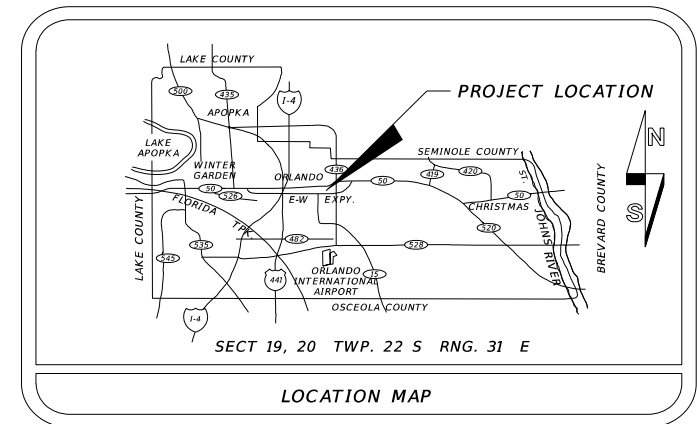 LAKE COUNTY
500
435
I-4
APOPKA
PROJECT LOCATION
N
S
LAKE
APOPKA
WINTER
GARDEN
ORLANDO
436
SEMINOLE COUNTY
419
420
50
50
50
526
E-W EXPY.
FLORIDA TPK
CHRISTMAS
ST. JOHNS RIVER
BREVARD COUNTY
LAKE COUNTY
482
520
528
535
545
441
15
ORLANDO
INTERNATIONAL
AIRPORT
OSCEOLA COUNTY
I-4
SECT 19, 20 TWP. 22 S RNG. 31 E
LOCATION MAP